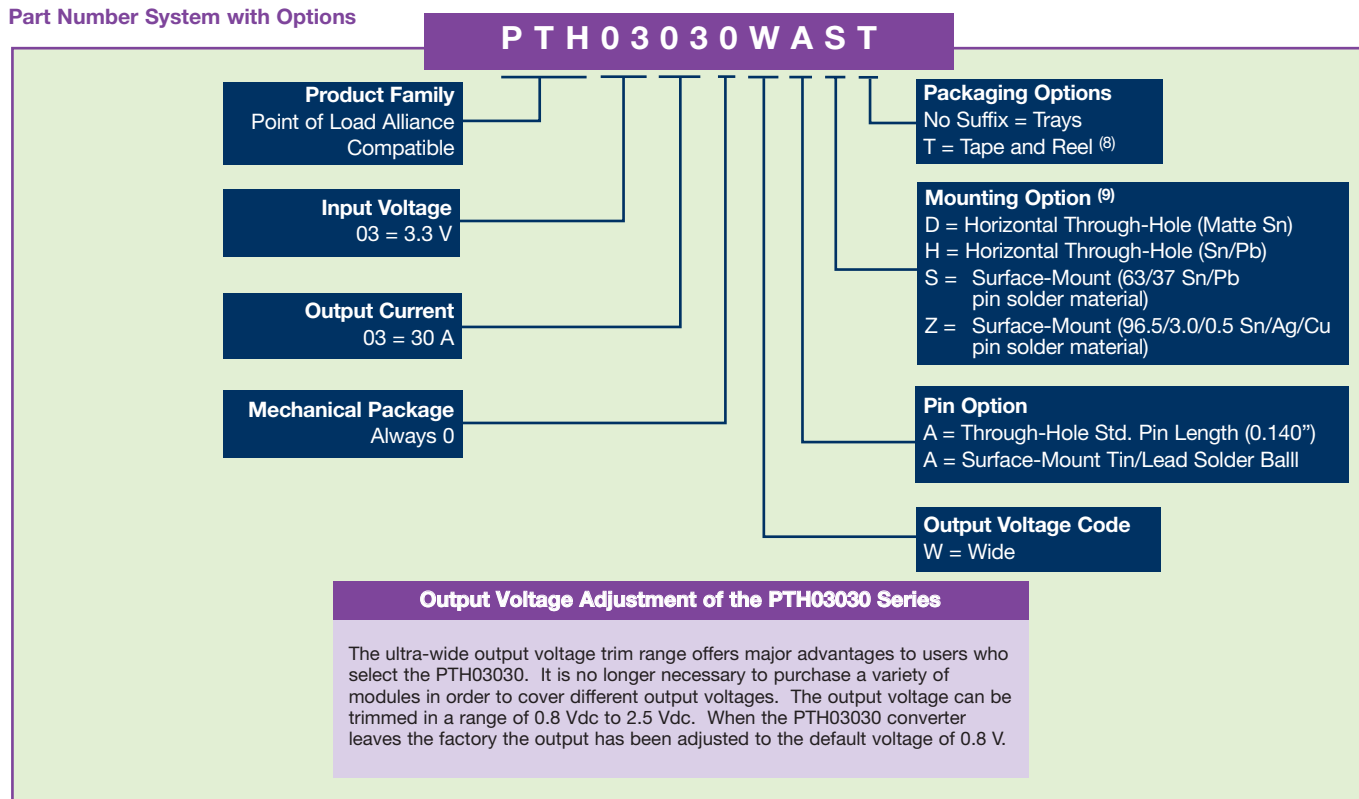 Part Number System with Options
PTH03030WAST
Product Family
Point of Load Alliance
Compatible
Input Voltage
03 = 3.3 V
Output Current
03 = 30 A
Mechanical Package
Always 0
Packaging Options
No Suffix = Trays
T = Tape and Reel (8)
Mounting Option (9)
D = Horizontal Through-Hole (Matte Sn)
H = Horizontal Through-Hole (Sn/Pb)
S = Surface-Mount (63/37 Sn/Pb
pin solder material)
Z = Surface-Mount (96.5/3.0/0.5 Sn/Ag/Cu
pin solder material)
Pin Option
A = Through-Hole Std. Pin Length (0.140”)
A = Surface-Mount Tin/Lead Solder Balll
Output Voltage Code
W = Wide
Output Voltage Adjustment of the PTH03030 Series
The ultra-wide output voltage trim range offers major advantages to users who
select the PTH03030. It is no longer necessary to purchase a variety of
modules in order to cover different output voltages. The output voltage can be
trimmed in a range of 0.8 Vdc to 2.5 Vdc. When the PTH03030 converter
leaves the factory the output has been adjusted to the default voltage of 0.8 V.